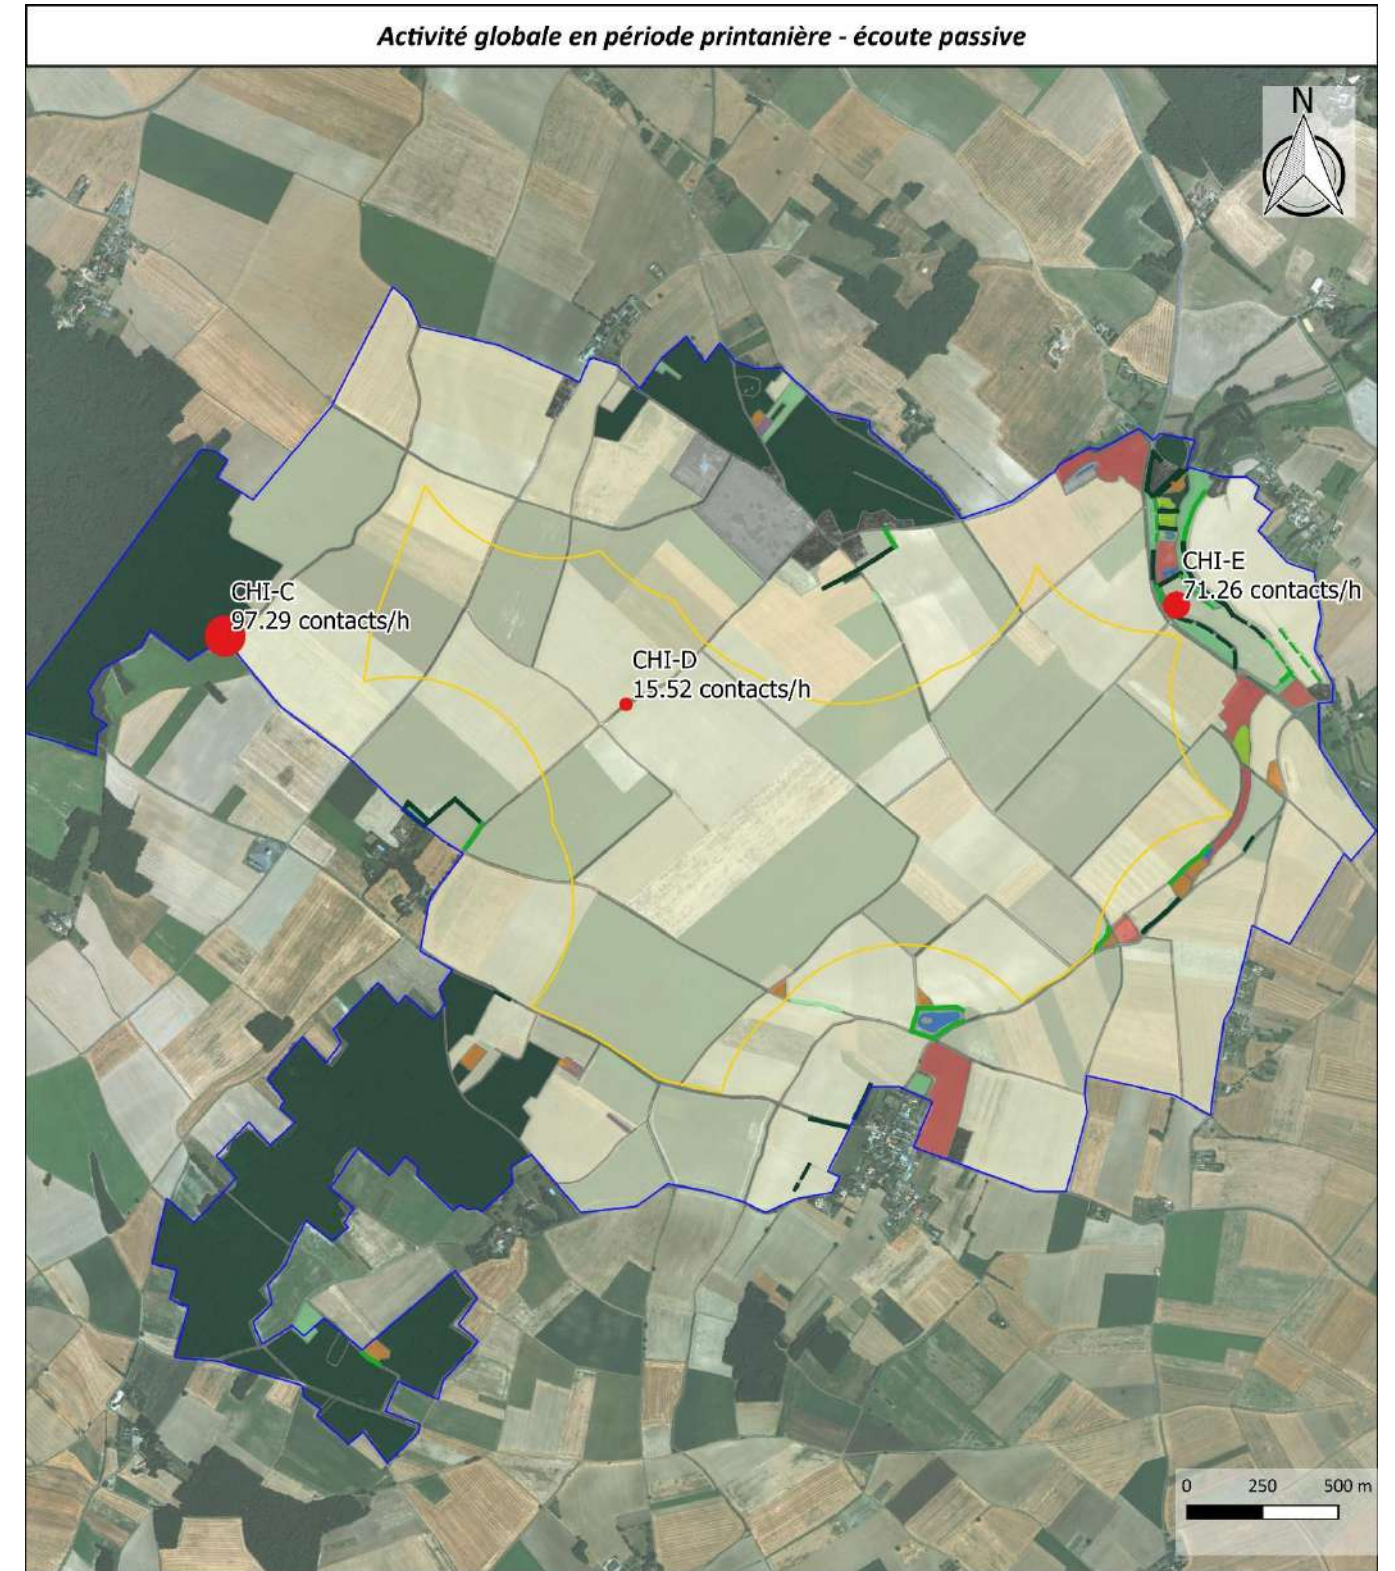 Activité globale en période printanière - écoute passive
N
CHI-E
71.26 contacts/h
CHI-C
97.29 contacts/h
CHI-D
15.52 contacts/h
0 250 500 m